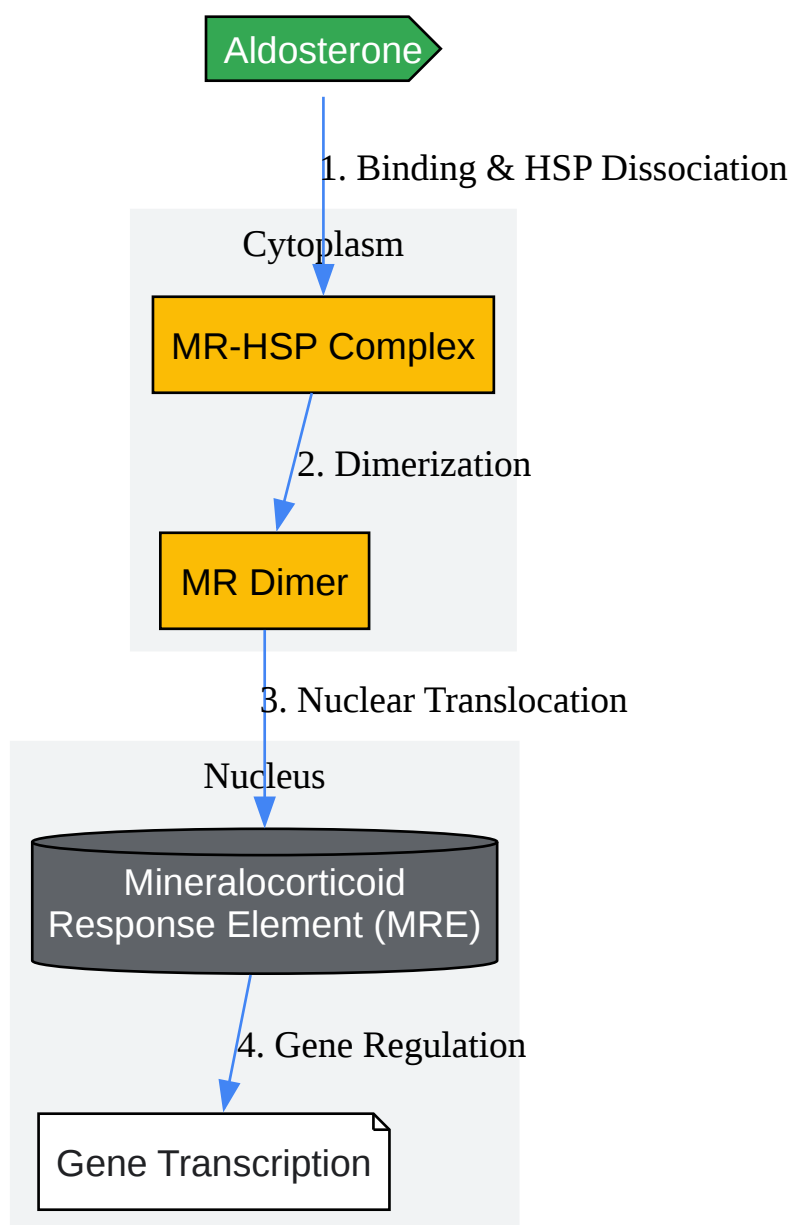 Aldosterone
1. Binding & HSP Dissociation
Cytoplasm
MR-HSP Complex
2. Dimerization
MR Dimer
3. Nuclear Translocation
Nucleus
Mineralocorticoid
Response Element (MRE)
4. Gene Regulation
Gene Transcription